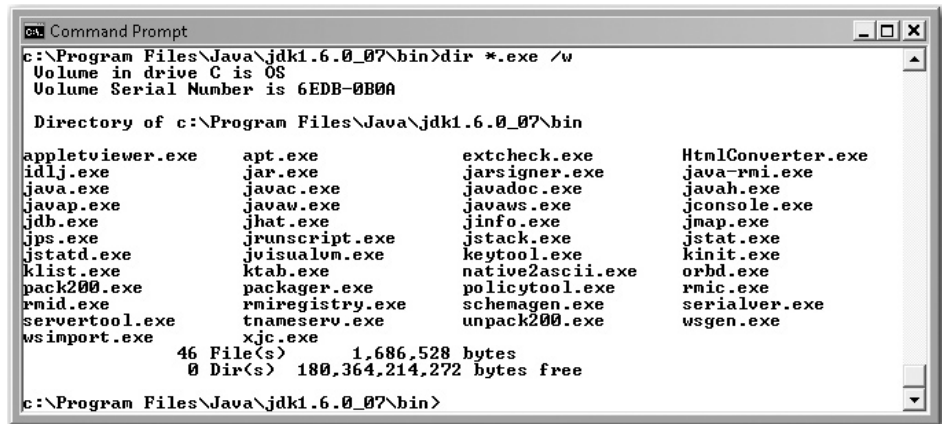 Command Prompt
c:\Program Files\Java\jdk1.6.0_07\bin>dir *.exe /w
Volume in drive C is OS
Volume Serial Number is 6EDB-0B0A
Directory of c:\Program Files\Java\jdk1.6.0_07\bin
appletviewer.exe apt.exe extcheck.exe HtmlConverter.exe
idlj.exe jar.exe jarsigner.exe java-rmi.exe
java.exe javac.exe javadoc.exe javah.exe
javap.exe javaw.exe javaws.exe jconsole.exe
jdb.exe jhat.exe jinfo.exe jmap.exe
jps.exe jrunscript.exe jstack.exe jstat.exe
jstatd.exe jvisualvm.exe keytool.exe kinit.exe
klist.exe ktab.exe native2ascii.exe orbd.exe
pack200.exe packager.exe policytool.exe rmic.exe
rmid.exe rmiregistry.exe schemagen.exe serialver.exe
servertool.exe tnameserv.exe unpack200.exe wsgen.exe
wsimport.exe xjc.exe
46 File(s) 1,686,528 bytes
0 Dir(s) 180,364,214,272 bytes free
c:\Program Files\Java\jdk1.6.0_07\bin>